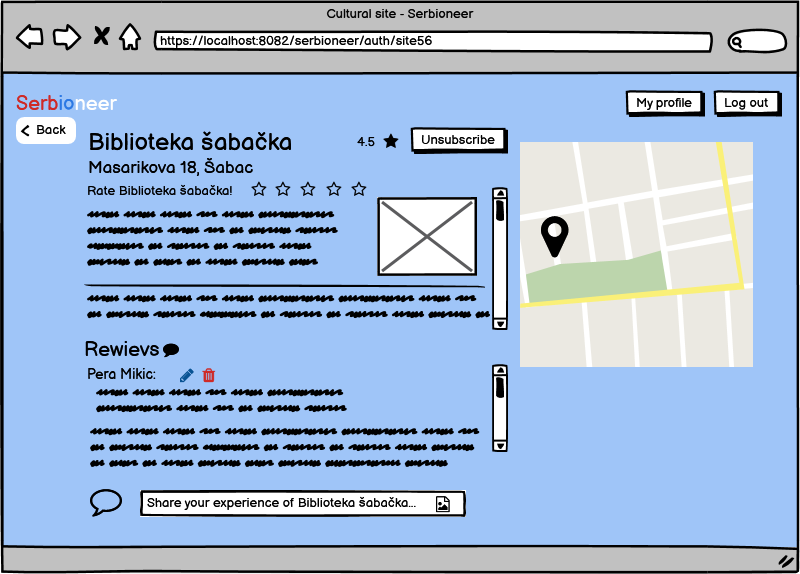 Cultural site - Serbioneer
https://localhost:8082/serbioneer/auth/site56
Serbioneer
My profile
Log out
Back
Biblioteka šabačka
4.5
Unsubscribe
Masarikova 18, Šabac
Rate Biblioteka šabačka!
Rewievs
Pera Mikic:
Share your experience of Biblioteka šabačka...